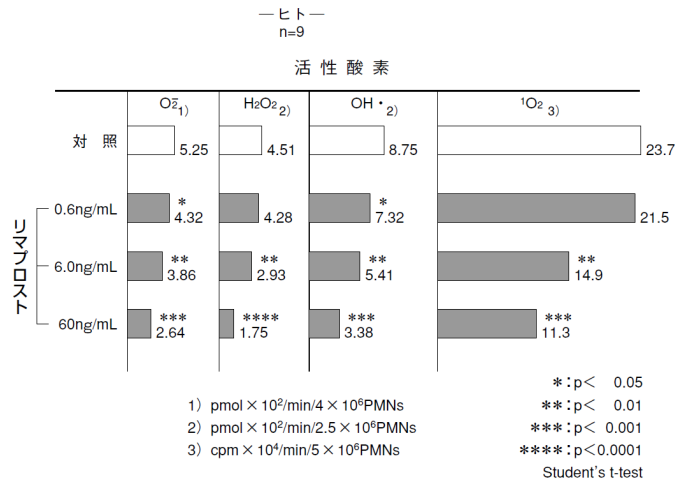 ―ヒト―
n=9
活性酸素
O₂⁻ 1) H₂O₂ 2) OH・ 2) ¹O₂ 3)
対照 5.25 4.51 8.75 23.7
リマプロスト
0.6ng/mL * 4.32 4.28 * 7.32 21.5
6.0ng/mL ** 3.86 ** 2.93 ** 5.41 ** 14.9
60ng/mL *** 2.64 **** 1.75 *** 3.38 *** 11.3
1) pmol×10²/min/4×10⁶PMNs
2) pmol×10²/min/2.5×10⁶PMNs
3) cpm×10⁴/min/5×10⁶PMNs
*:p< 0.05
**:p< 0.01
***:p< 0.001
****:p<0.0001
Student's t-test